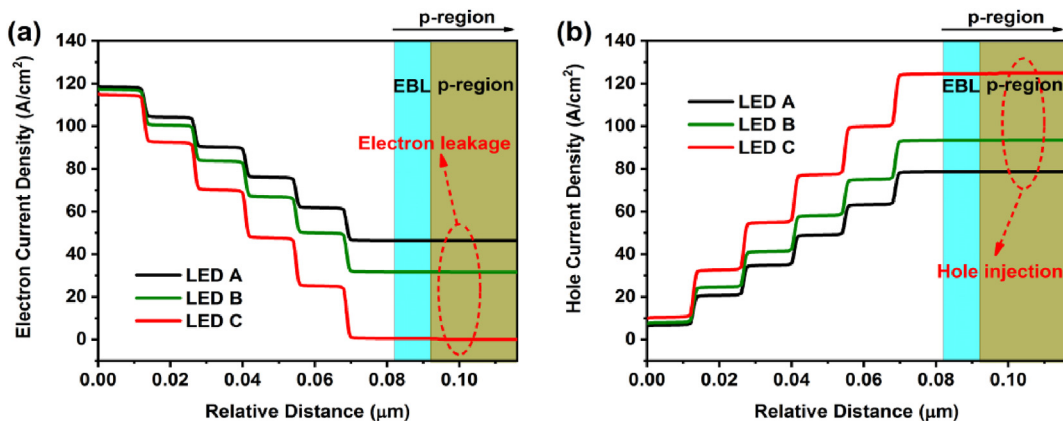 p-region
(a)
140
120
100
80
60
40
20
0
Electron Current Density (A/cm²)
EBL p-region
Electron leakage
LED A
LED B
LED C
0.00 0.02 0.04 0.06 0.08 0.10
Relative Distance (μm)
p-region
(b)
140
120
100
80
60
40
20
0
Hole Current Density (A/cm²)
EBL p-region
LED A
LED B
LED C
Hole injection
0.00 0.02 0.04 0.06 0.08 0.10
Relative Distance (μm)